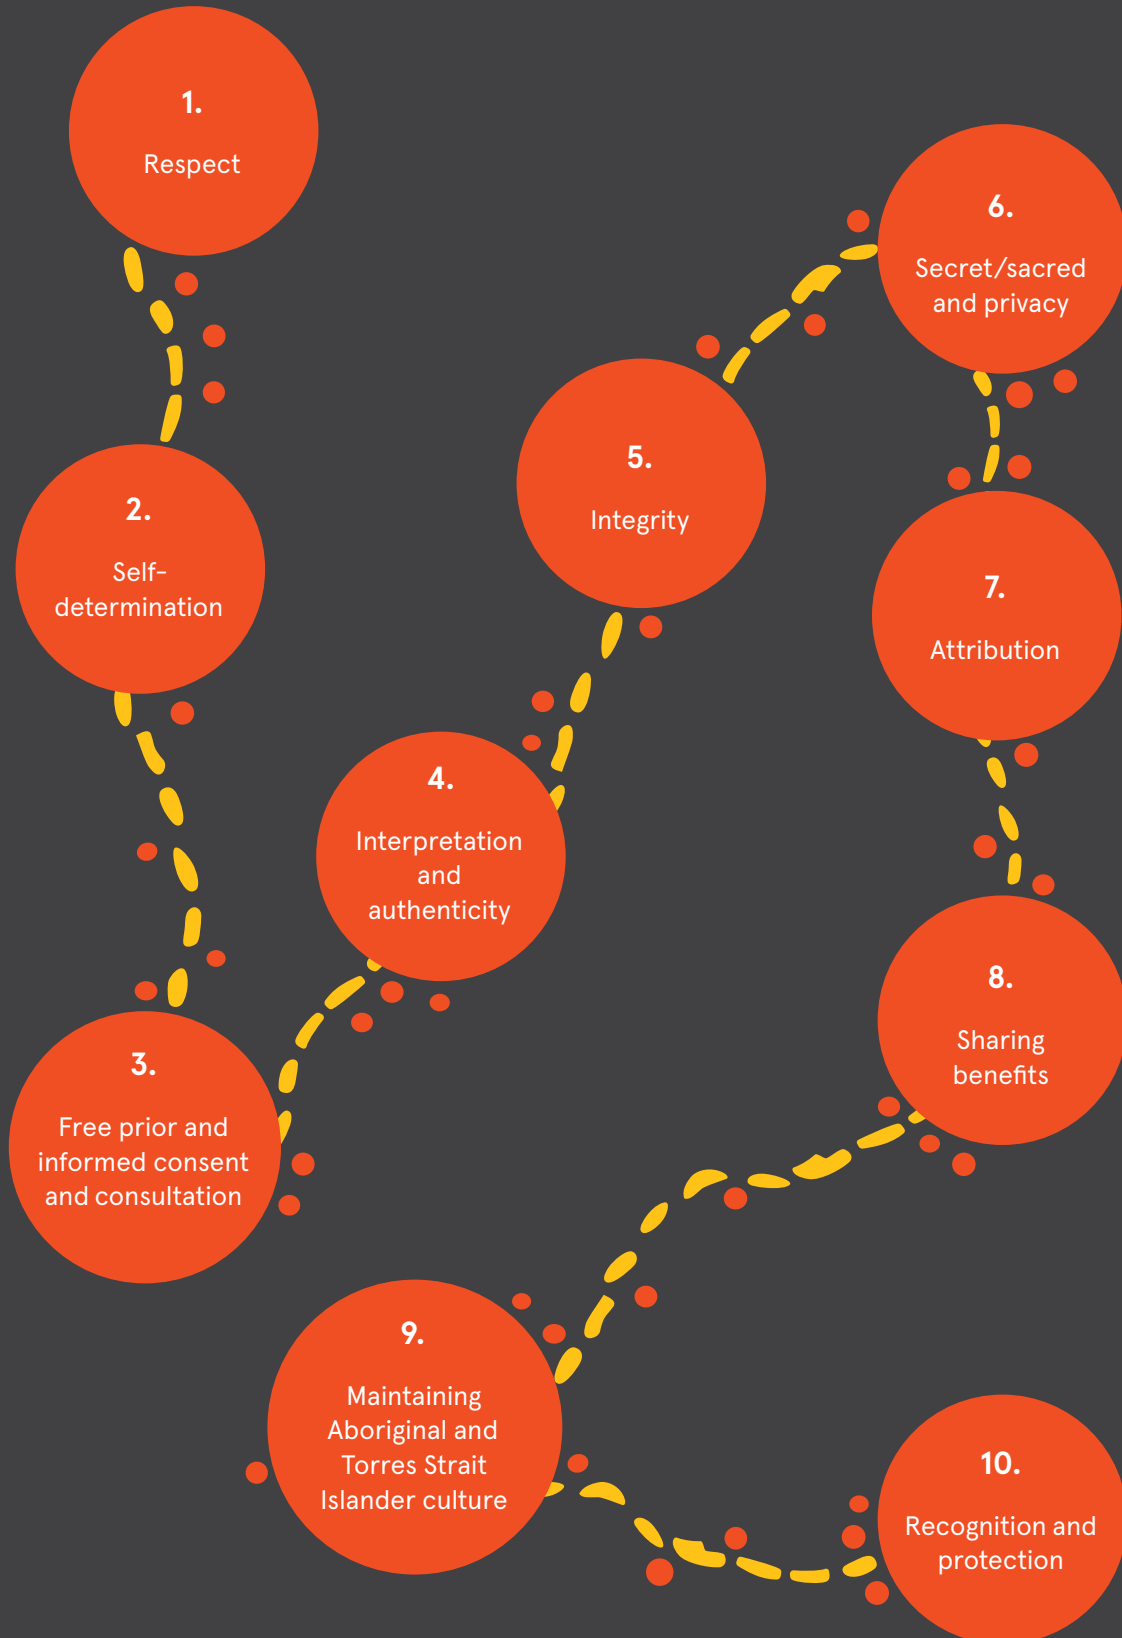 1.
Respect
2.
Self-
determination
3.
Free prior and
informed consent
and consultation
4.
Interpretation
and
authenticity
5.
Integrity
6.
Secret/sacred
and privacy
7.
Attribution
8.
Sharing
benefits
9.
Maintaining
Aboriginal and
Torres Strait
Islander culture
10.
Recognition and
protection